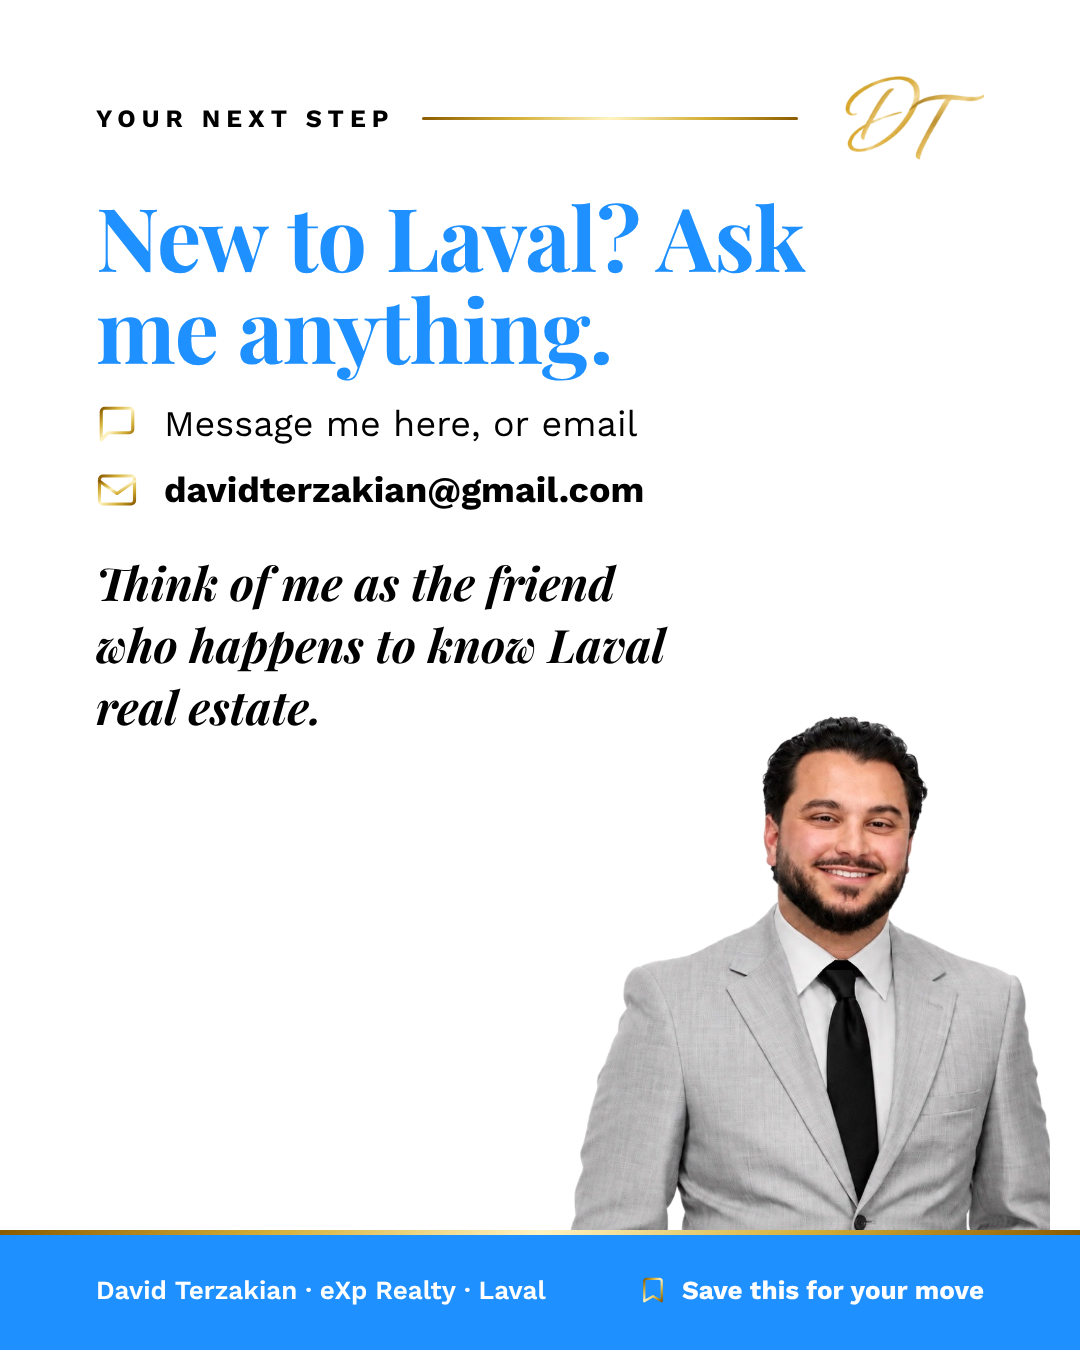 YOUR NEXT STEP
DT
New to Laval? Ask
me anything.
Message me here, or email
davidterzakian@gmail.com
Think of me as the friend
who happens to know Laval
real estate.
David Terzakian · eXp Realty · Laval
Save this for your move